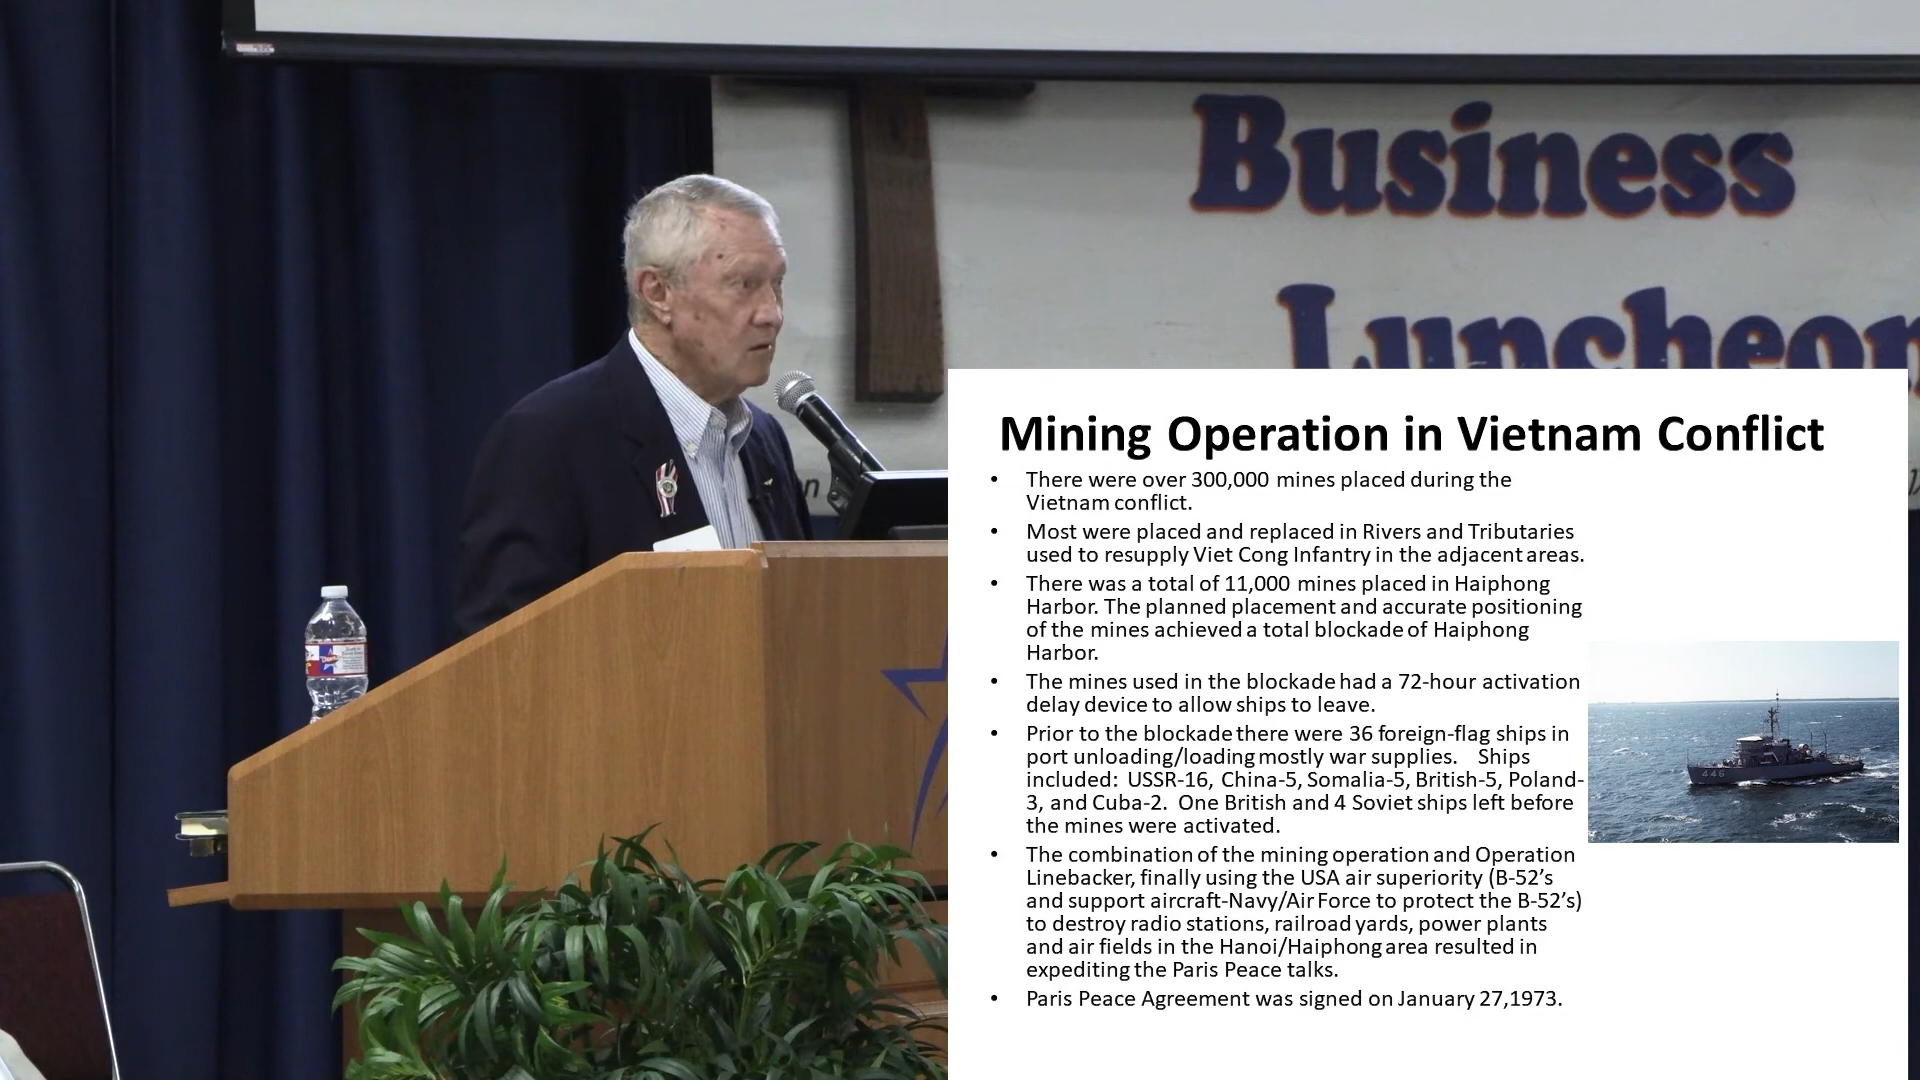 Business
Luncheon
Mining Operation in Vietnam Conflict
• There were over 300,000 mines placed during the
Vietnam conflict.
• Most were placed and replaced in Rivers and Tributaries
used to resupply Viet Cong Infantry in the adjacent areas.
• There was a total of 11,000 mines placed in Haiphong
Harbor. The planned placement and accurate positioning
of the mines achieved a total blockade of Haiphong
Harbor.
• The mines used in the blockade had a 72-hour activation
delay device to allow ships to leave.
• Prior to the blockade there were 36 foreign-flag ships in
port unloading/loading mostly war supplies. Ships
included: USSR-16, China-5, Somalia-5, British-5, Poland-
3, and Cuba-2. One British and 4 Soviet ships left before
the mines were activated.
• The combination of the mining operation and Operation
Linebacker, finally using the USA air superiority (B-52’s
and support aircraft-Navy/Air Force to protect the B-52’s)
to destroy radio stations, railroad yards, power plants
and air fields in the Hanoi/Haiphong area resulted in
expediting the Paris Peace talks.
• Paris Peace Agreement was signed on January 27,1973.
446